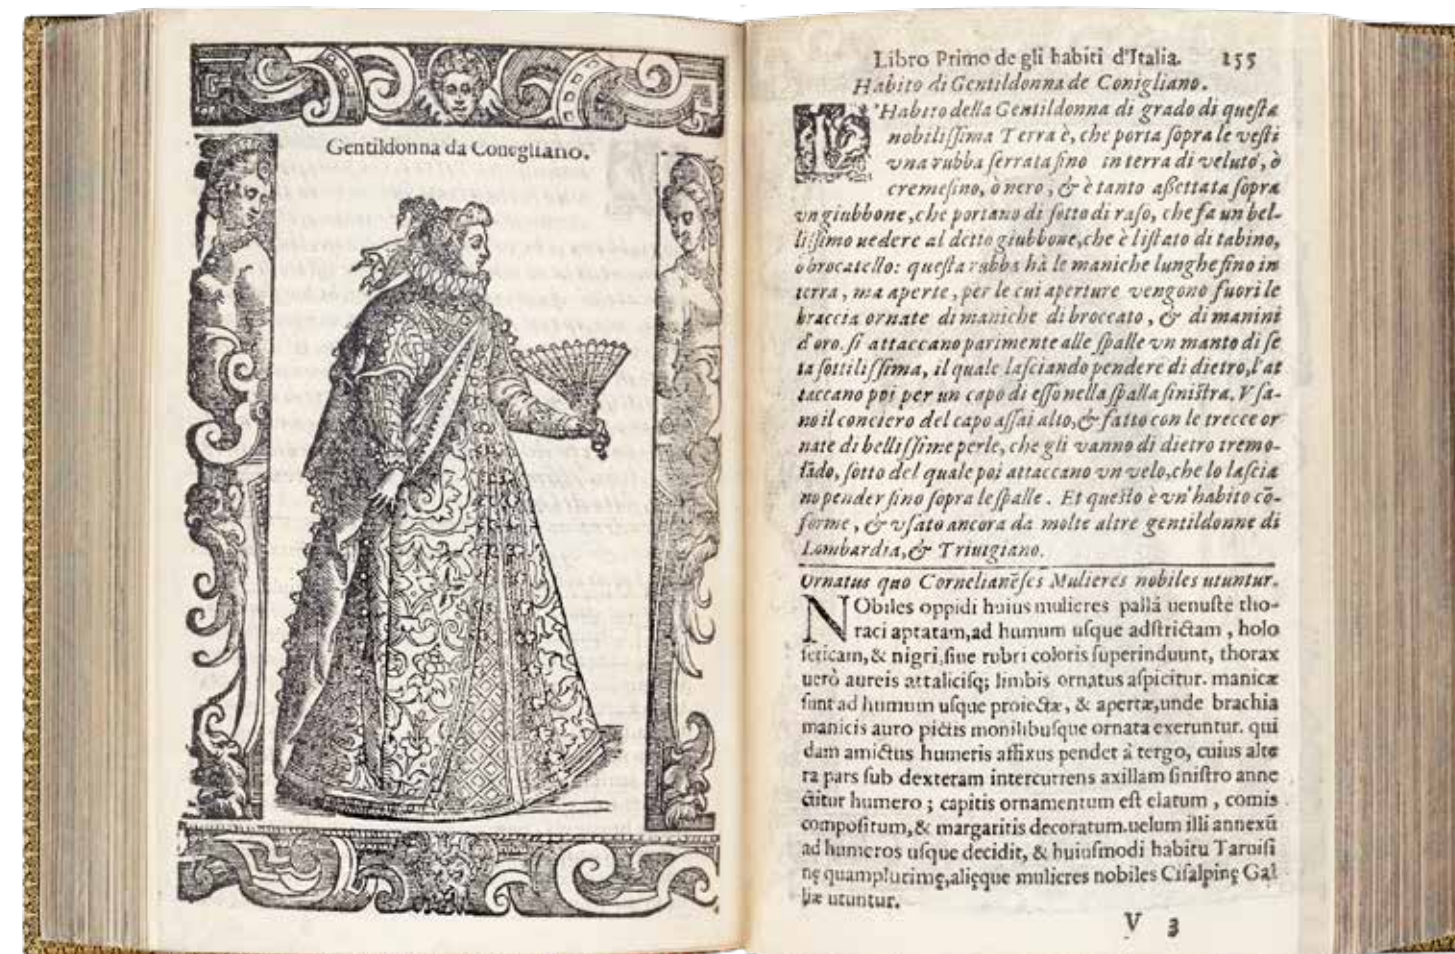 Gentildonna da Conegliano.
Libro Primo de gli habiti d'Italia. 155
Habito di Gentildonna de Conigliano.
L'Habito della Gentildonna di grado di questa
nobilissima Terra è, che porta sopra le vesti
vna rubba serrata sino in terra di veluto, ò
cremesino, ò nero, & è tanto assettata sopra
vn giubbone, che portano di sotto di raso, che fa un bel-
lissimo uedere al detto giubbone, che è listato di tabino,
o brocatello: questa rubba hà le maniche lunghe fino in
terra, ma aperte, per le cui aperture vengono fuori le
braccia ornate di maniche di broccato, & di manini
d'oro. si attaccano parimente alle spalle vn manto di se
ta sottilissima, il quale lasciando pendere di dietro, l'at
taccano poi per un capo di esso nella spalla sinistra. Vsa-
no il conciero del capo assai alto, & fatto con le trecce or
nate di bellissime perle, che gli vanno di dietro tremo-
lãdo, sotto del quale poi attaccano vn velo, che lo lascia
no pender sino sopra le spalle. Et questo è vn'habito cõ-
forme, & vsato ancora da molte altre gentildonne di
Lombardia, & Triuigiano.
Ornatus quo Cornelianẽses Mulieres nobiles utuntur.
NObiles oppidi huius mulieres pallã uenuste tho-
raci aptatam, ad humum usque adstrictam, holo
sericam, & nigri, siue rubri coloris superinduunt, thorax
uerò aureis attalicisq; limbis ornatus aspicitur. manicæ
sunt ad humum usque proiectæ, & apertæ, unde brachia
manicis auro pictis monilibusque ornata exeruntur. qui
dam amictus humeris affixus pendet à tergo, cuius alte
ra pars sub dexteram intercurrens axillam sinistro anne
ctitur humero; capitis ornamentum est elatum, comis
compositum, & margaritis decoratum. uelum illi annexũ
ad humeros usque decidit, & huiusmodi habitu Taruisi
nę quamplurimę, alięque mulieres nobiles Cisalpinę Gal
liæ utuntur.
V 3